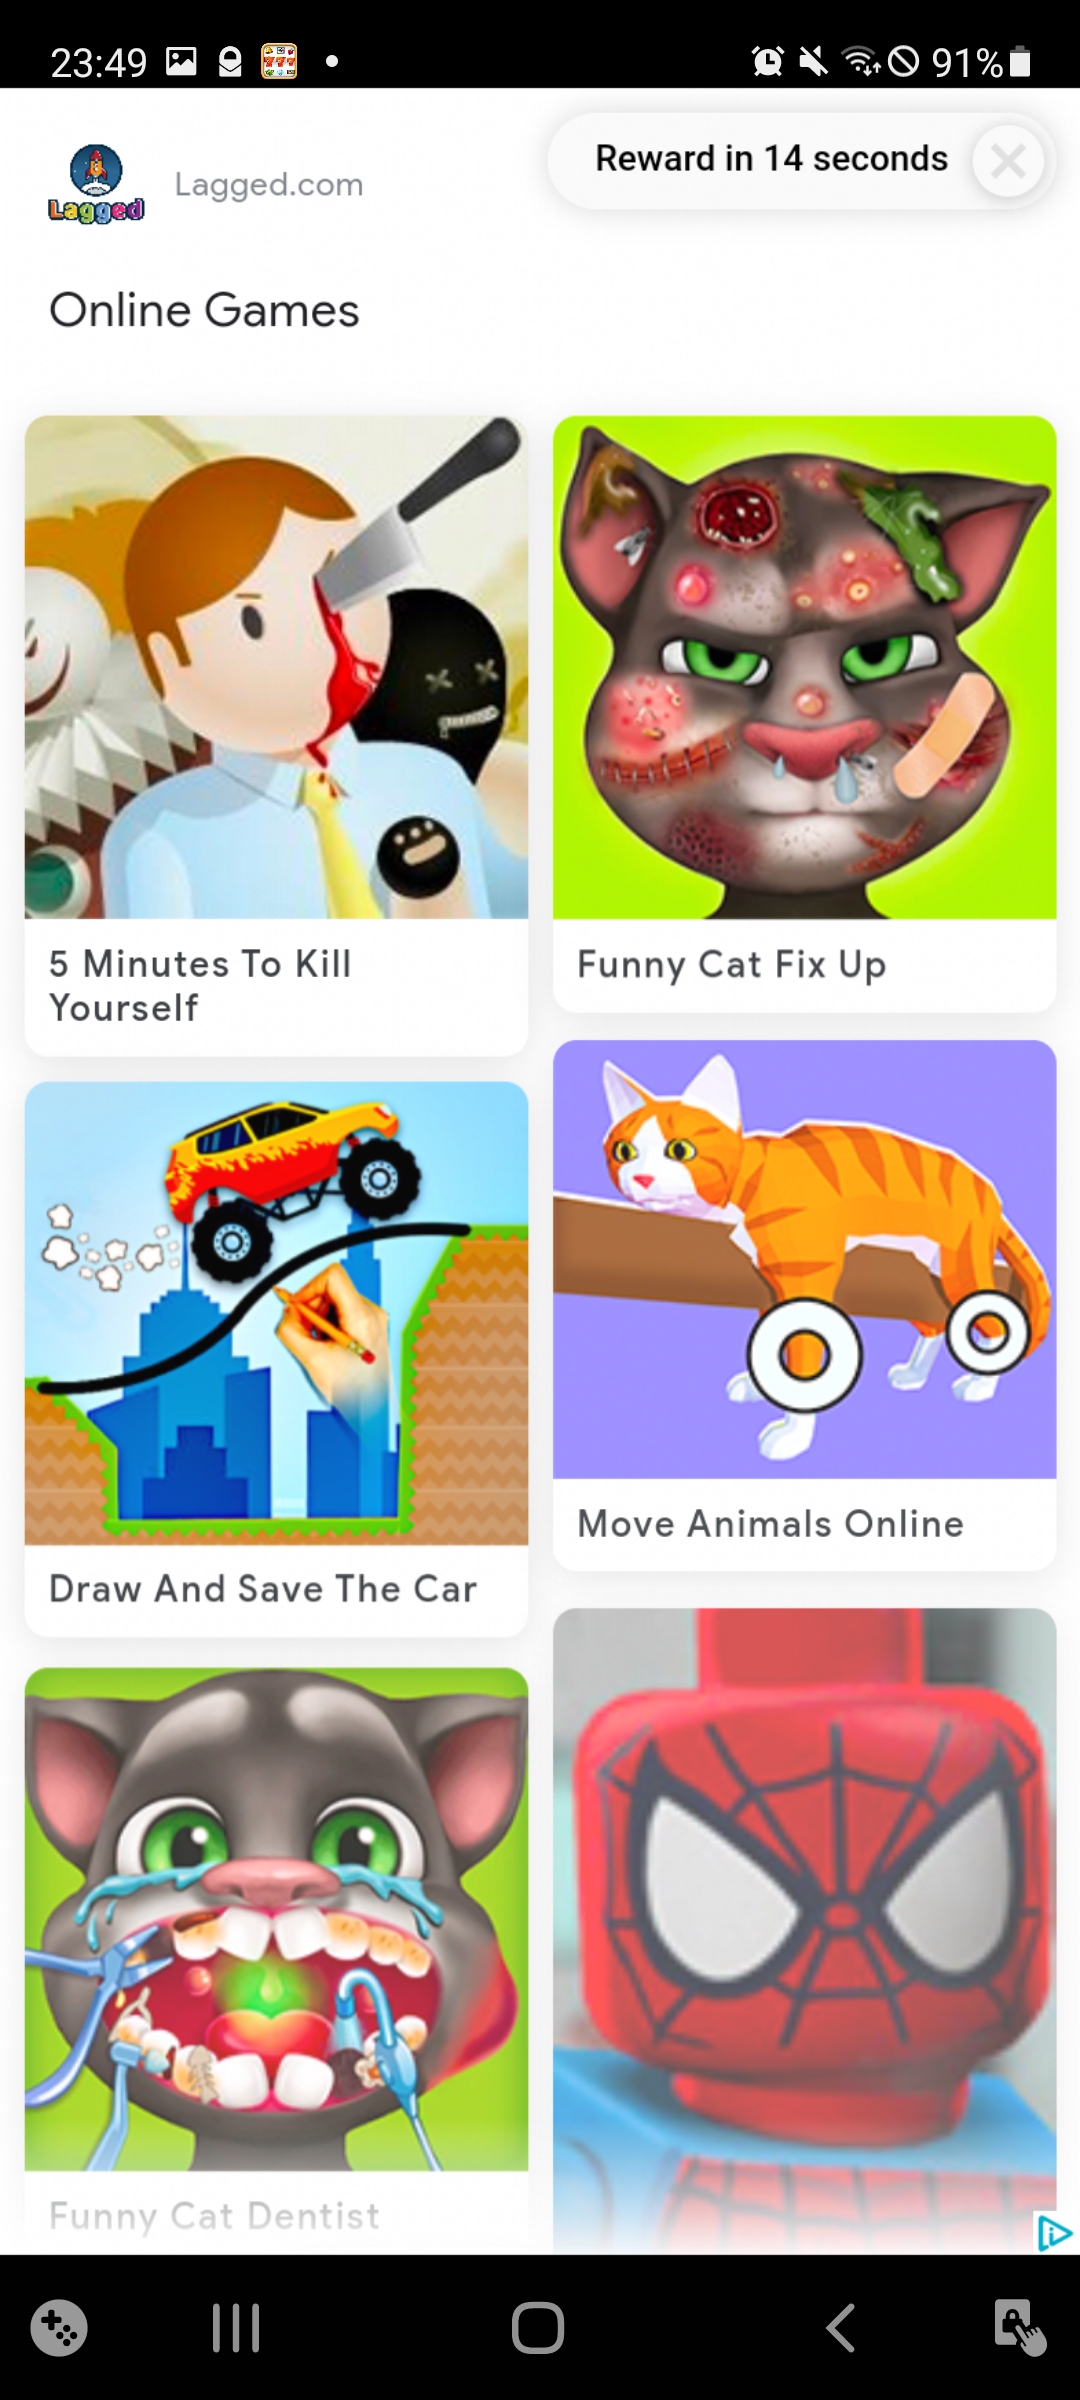 23:49
91%
Lagged
Lagged.com
Reward in 14 seconds
Online Games
5 Minutes To Kill
Yourself
Funny Cat Fix Up
Draw And Save The Car
Move Animals Online
Funny Cat Dentist